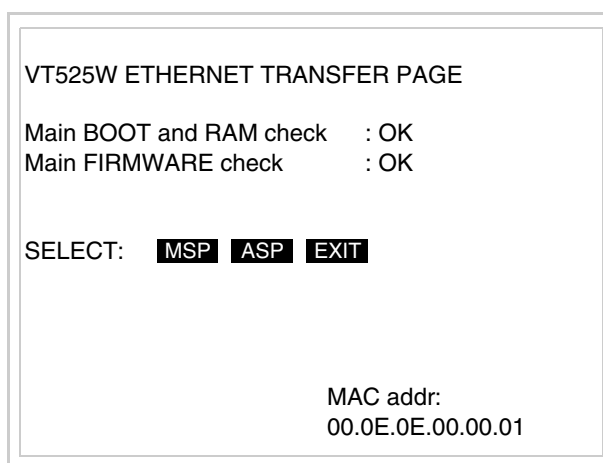 VT525W ETHERNET TRANSFER PAGE
Main BOOT and RAM check : OK
Main FIRMWARE check : OK
SELECT: MSP ASP EXIT
MAC addr:
00.0E.0E.00.00.01